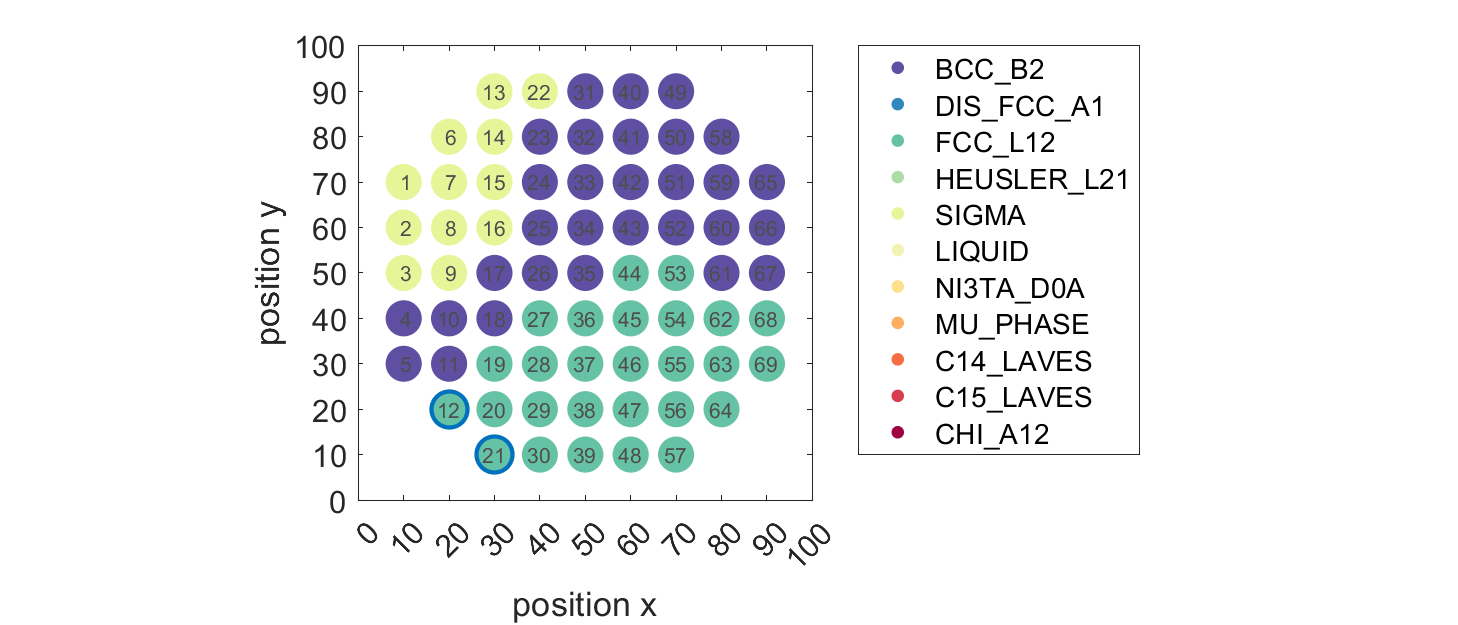 100
90 13 22 31 40 49
80 6 14 23 32 41 50 58
70 1 7 15 24 33 42 51 59 65
60 2 8 16 25 34 43 52 60 66
50 3 9 17 26 35 44 53 61 67
40 4 10 18 27 36 45 54 62 68
30 5 11 19 28 37 46 55 63 69
20 12 20 29 38 47 56 64
10 21 30 39 48 57
0
0 10 20 30 40 50 60 70 80 90 100
position x
position y
BCC_B2
DIS_FCC_A1
FCC_L12
HEUSLER_L21
SIGMA
LIQUID
NI3TA_D0A
MU_PHASE
C14_LAVES
C15_LAVES
CHI_A12